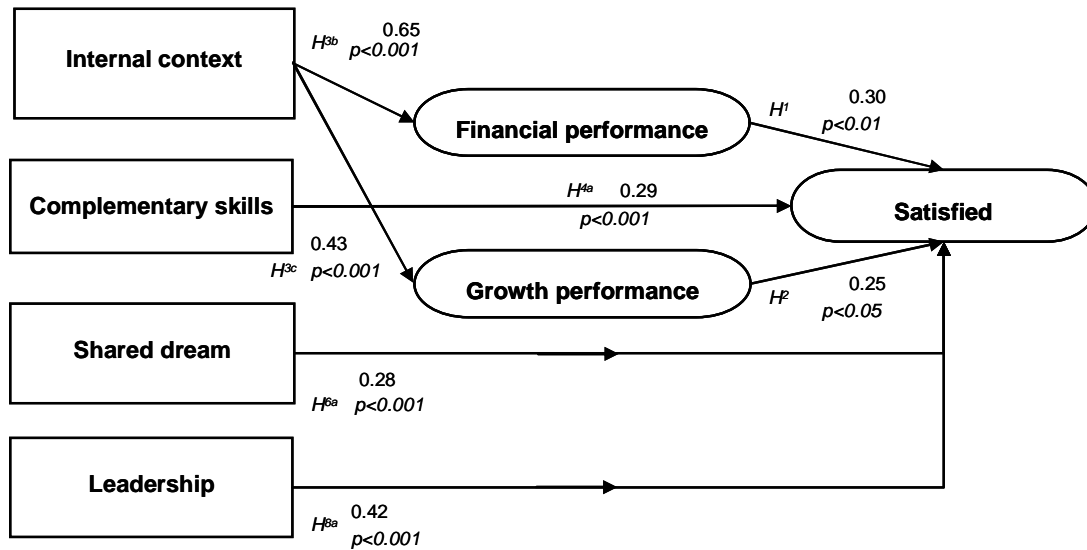 Internal context
H3b 0.65
p<0.001
Financial performance
H1 0.30
p<0.01
Complementary skills
H4a 0.29
p<0.001
Satisfied
0.43
H3c p<0.001
Growth performance
H2 0.25
p<0.05
Shared dream
0.28
H6a p<0.001
Leadership
H8a 0.42
p<0.001